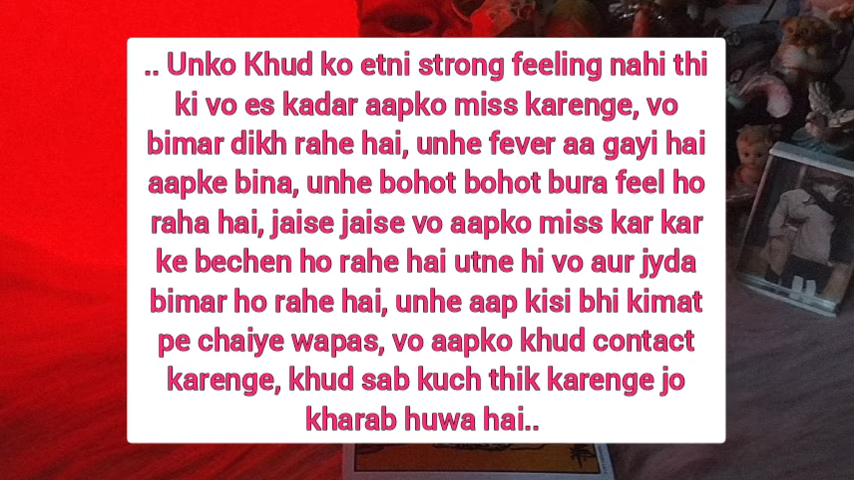 .. Unko Khud ko etni strong feeling nahi thi
ki vo es kadar aapko miss karenge, vo
bimar dikh rahe hai, unhe fever aa gayi hai
aapke bina, unhe bohot bohot bura feel ho
raha hai, jaise jaise vo aapko miss kar kar
ke bechen ho rahe hai utne hi vo aur jyda
bimar ho rahe hai, unhe aap kisi bhi kimat
pe chaiye wapas, vo aapko khud contact
karenge, khud sab kuch thik karenge jo
kharab huwa hai..